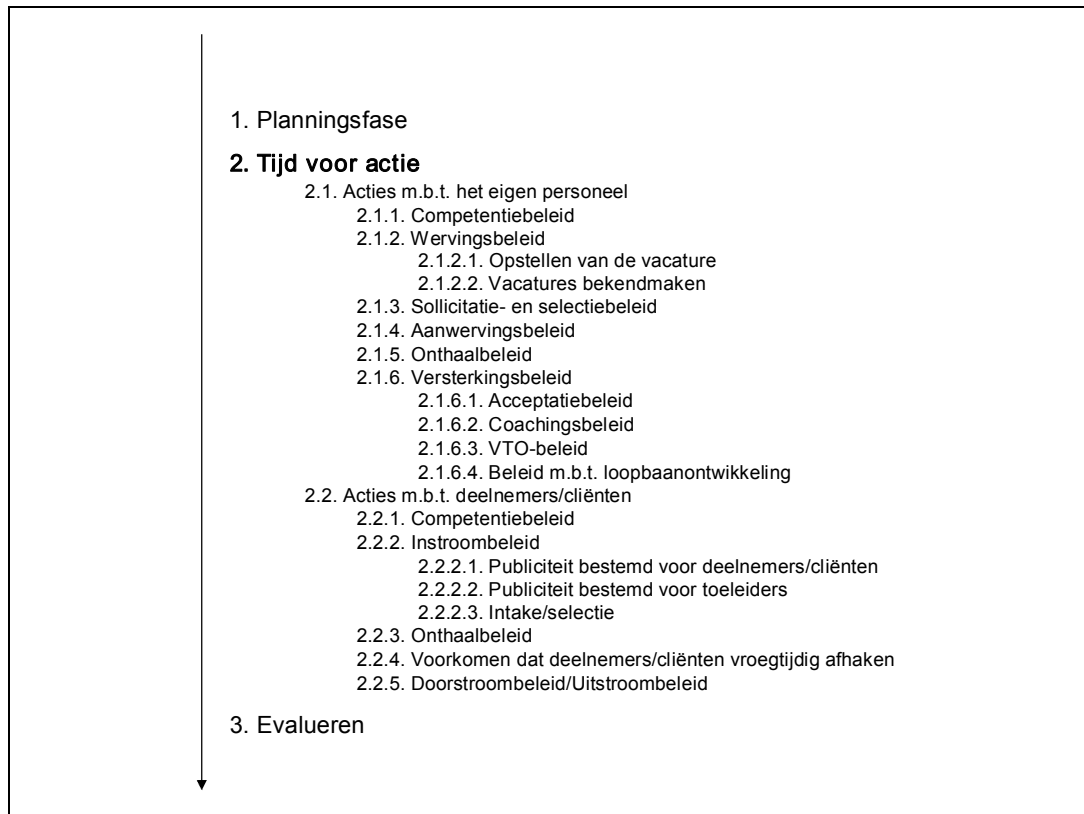 1. Planningsfase
2. Tijd voor actie
2.1. Acties m.b.t. het eigen personeel
2.1.1. Competentiebeleid
2.1.2. Wervingsbeleid
2.1.2.1. Opstellen van de vacature
2.1.2.2. Vacatures bekendmaken
2.1.3. Sollicitatie- en selectiebeleid
2.1.4. Aanwervingsbeleid
2.1.5. Onthaalbeleid
2.1.6. Versterkingsbeleid
2.1.6.1. Acceptatiebeleid
2.1.6.2. Coachingsbeleid
2.1.6.3. VTO-beleid
2.1.6.4. Beleid m.b.t. loopbaanontwikkeling
2.2. Acties m.b.t. deelnemers/cliënten
2.2.1. Competentiebeleid
2.2.2. Instroombeleid
2.2.2.1. Publiciteit bestemd voor deelnemers/cliënten
2.2.2.2. Publiciteit bestemd voor toeleiders
2.2.2.3. Intake/selectie
2.2.3. Onthaalbeleid
2.2.4. Voorkomen dat deelnemers/cliënten vroegtijdig afhaken
2.2.5. Doorstroombeleid/Uitstroombeleid
3. Evalueren